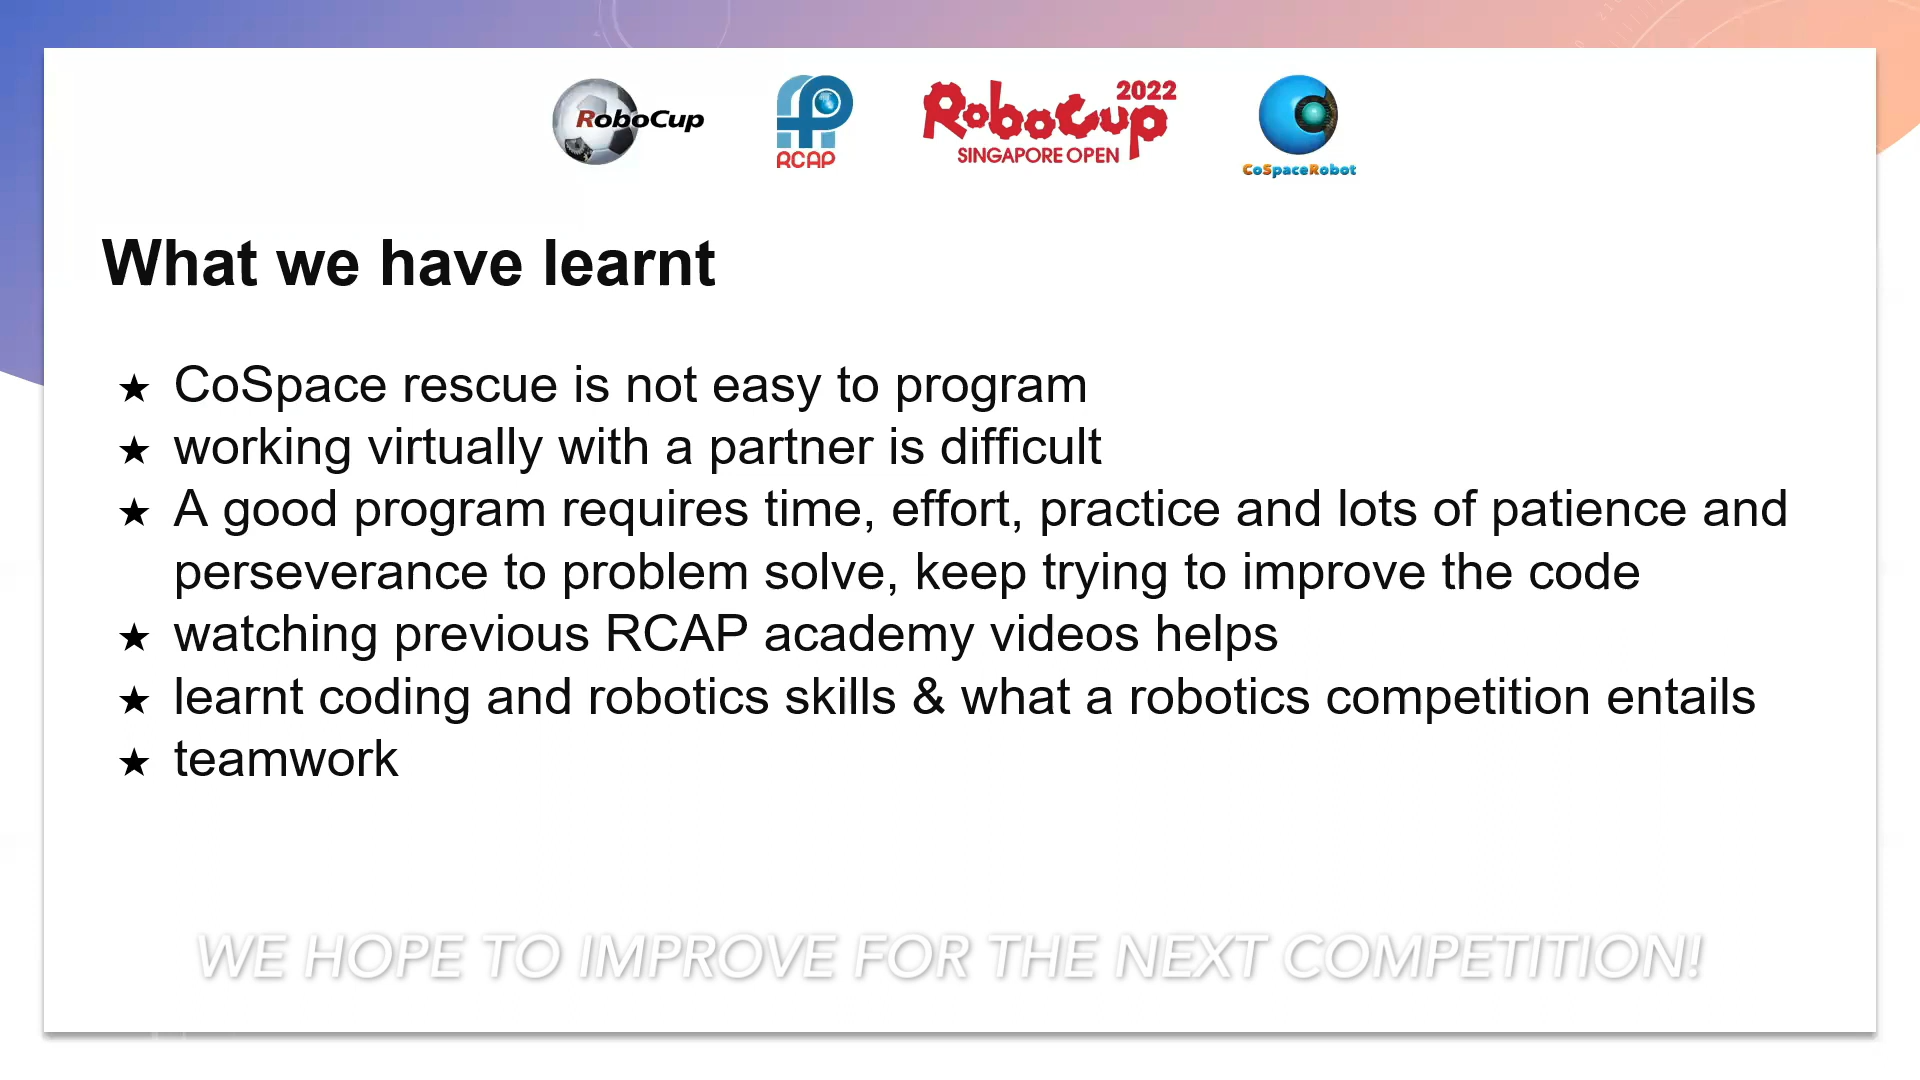 RoboCup
RCAP
RoboCup 2022
SINGAPORE OPEN
CoSpaceRobot
What we have learnt
★ CoSpace rescue is not easy to program
★ working virtually with a partner is difficult
★ A good program requires time, effort, practice and lots of patience and
perseverance to problem solve, keep trying to improve the code
★ watching previous RCAP academy videos helps
★ learnt coding and robotics skills & what a robotics competition entails
★ teamwork
WE HOPE TO IMPROVE FOR THE NEXT COMPETITION!